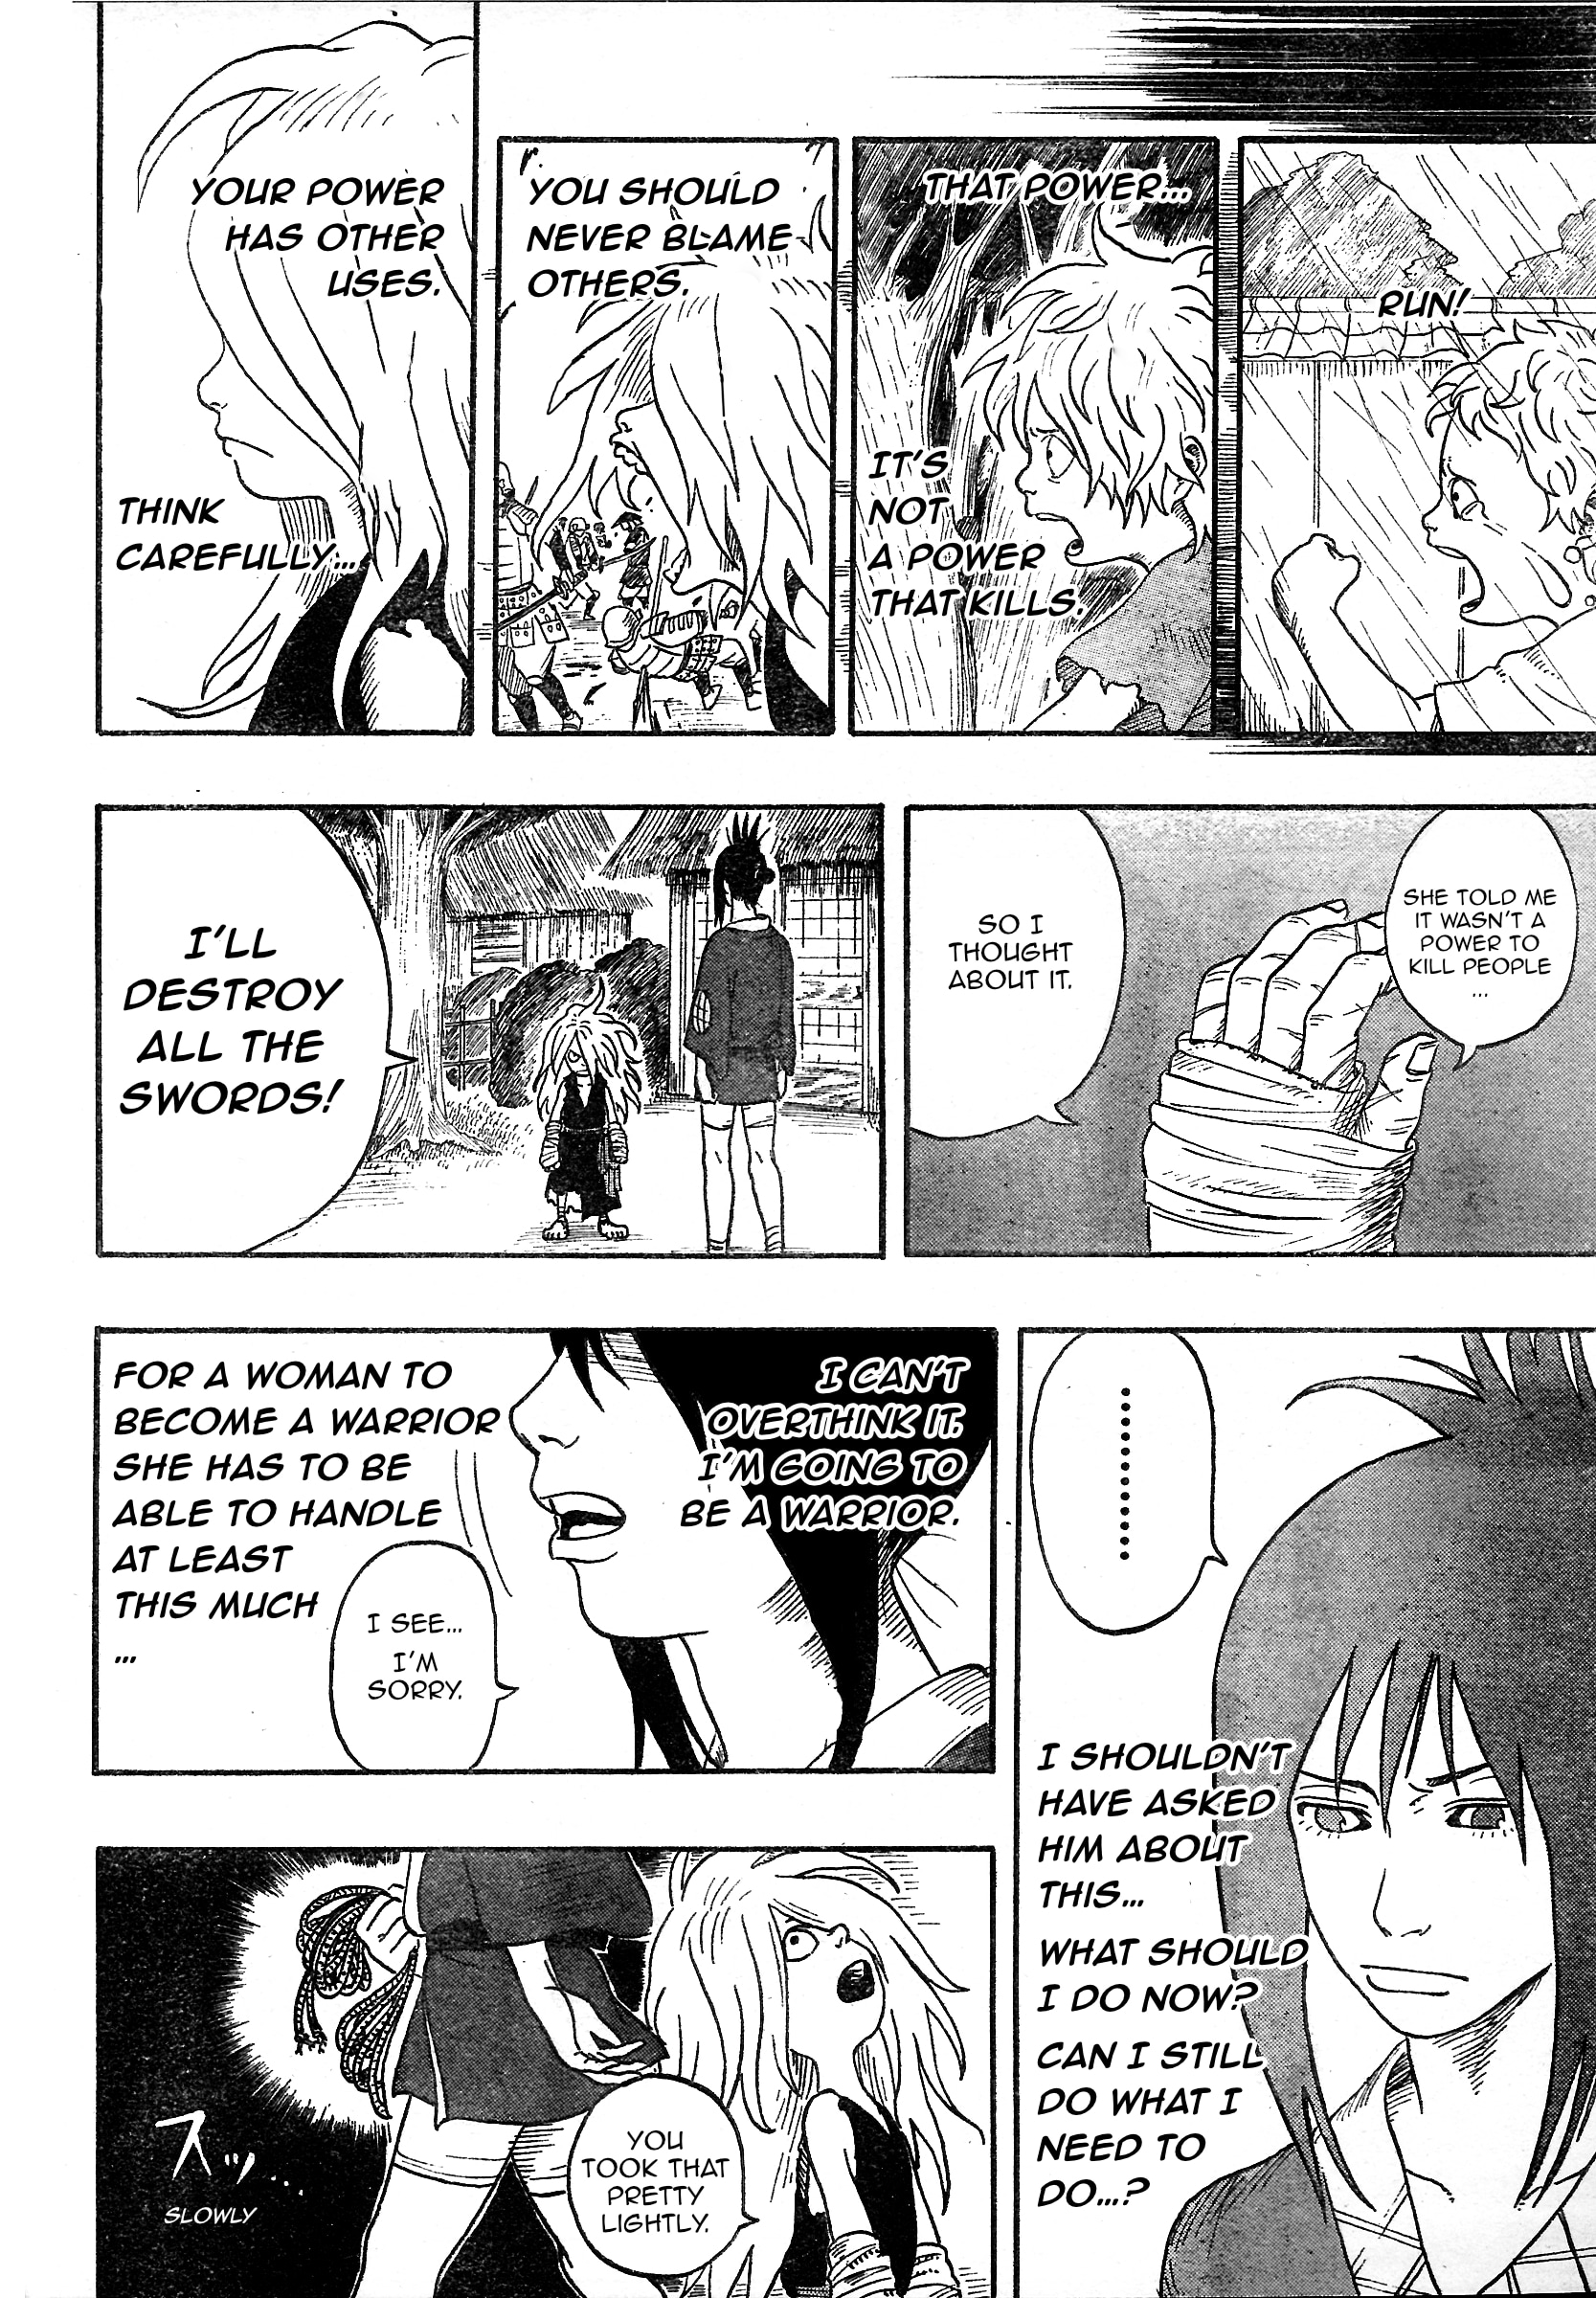 RUN!
THAT POWER...
IT'S
NOT
A POWER
THAT KILLS.
YOU SHOULD
NEVER BLAME
OTHERS.
YOUR POWER
HAS OTHER
USES.
THINK
CAREFULLY...
SHE TOLD ME
IT WASN'T A
POWER TO
KILL PEOPLE
...
SO I
THOUGHT
ABOUT IT.
I'LL
DESTROY
ALL THE
SWORDS!
............
I SHOULDN'T
HAVE ASKED
HIM ABOUT
THIS...
WHAT SHOULD
I DO NOW?
CAN I STILL
DO WHAT I
NEED TO
DO...?
I CAN'T
OVERTHINK IT.
I'M GOING TO
BE A WARRIOR.
FOR A WOMAN TO
BECOME A WARRIOR
SHE HAS TO BE
ABLE TO HANDLE
AT LEAST
THIS MUCH
...
I SEE...
I'M
SORRY.
YOU
TOOK THAT
PRETTY
LIGHTLY.
スッ...
SLOWLY